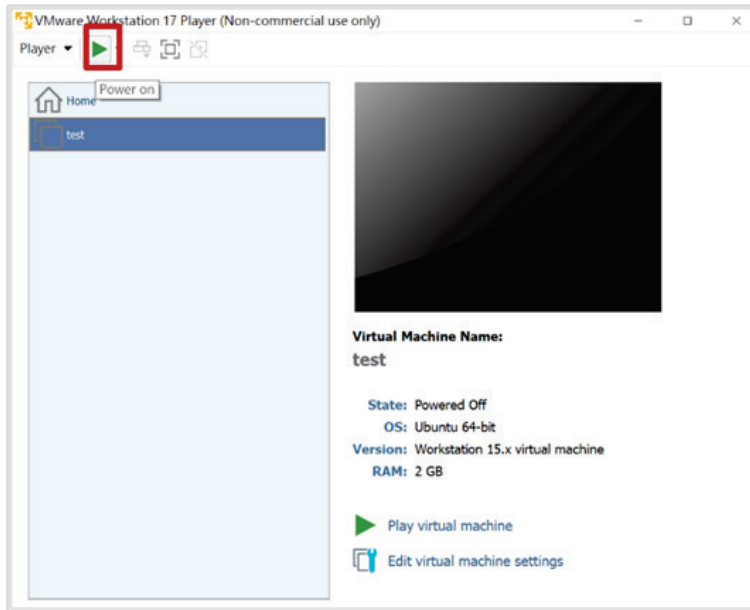 VMware Workstation 17 Player (Non-commercial use only)
Player
Power on
Home
test
Virtual Machine Name:
test
State: Powered Off
OS: Ubuntu 64-bit
Version: Workstation 15.x virtual machine
RAM: 2 GB
Play virtual machine
Edit virtual machine settings